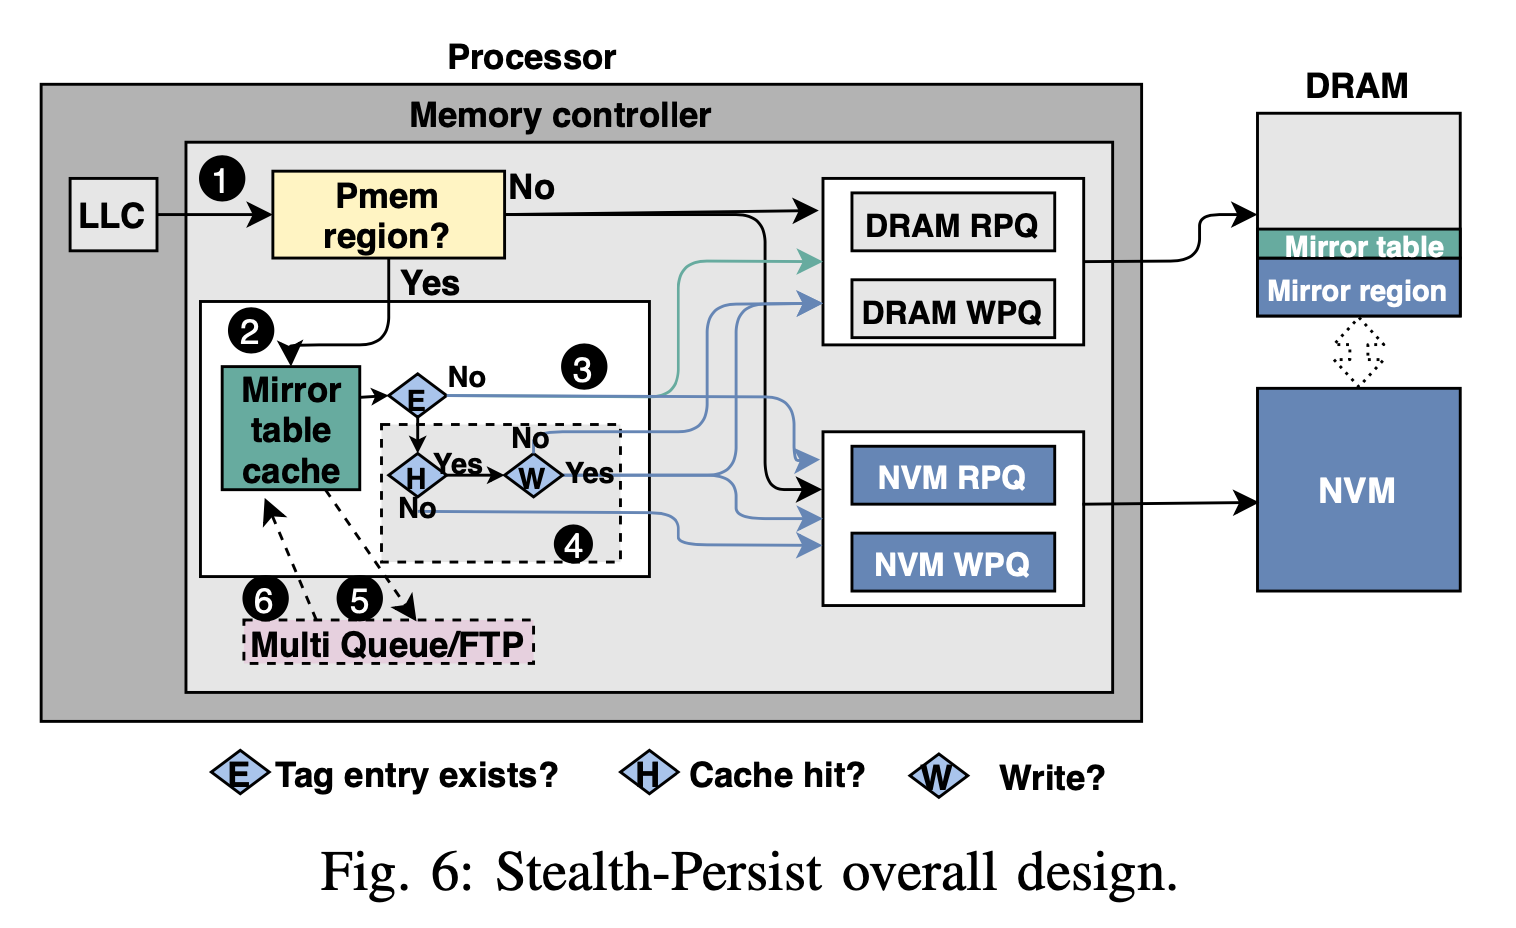 Processor
DRAM
Memory controller
1
LLC
Pmem
region?
No
Yes
DRAM RPQ
DRAM WPQ
Mirror table
Mirror region
2
Mirror
table
cache
E
No
3
H
Yes
No
W
Yes
No
4
NVM RPQ
NVM WPQ
NVM
6
5
Multi Queue/FTP
E Tag entry exists?
H Cache hit?
W Write?
Fig. 6: Stealth-Persist overall design.